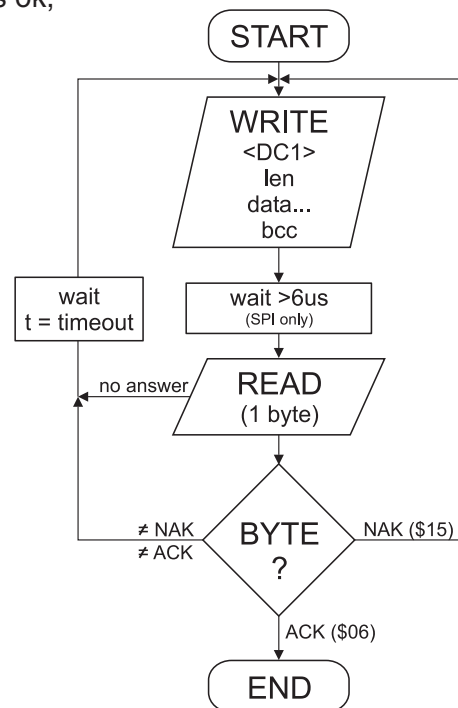 s ok,
START
WRITE
<DC1>
len
data...
bcc
wait
t = timeout
wait >6us
(SPI only)
no answer
READ
(1 byte)
≠ NAK
≠ ACK
BYTE
?
NAK ($15)
ACK ($06)
END